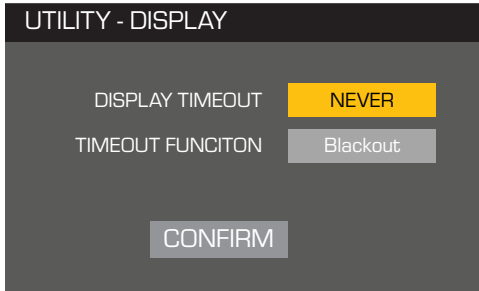 UTILITY - DISPLAY
DISPLAY TIMEOUT NEVER
TIMEOUT FUNCITON Blackout
CONFIRM